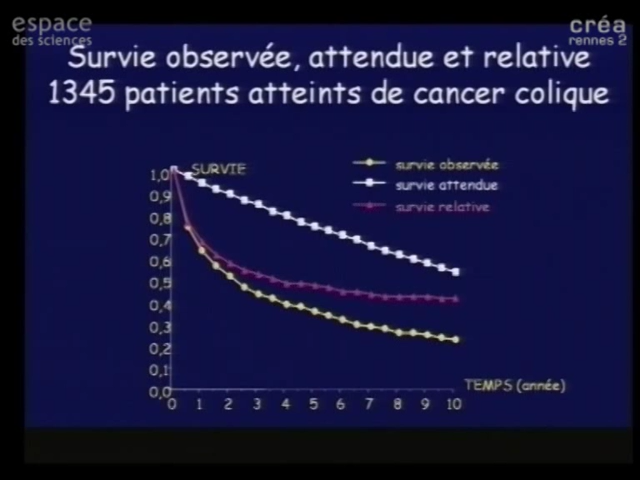 espace
des sciences
créa
rennes 2
Survie observée, attendue et relative
1345 patients atteints de cancer colique
SURVIE
survie observée
survie attendue
survie relative
1,0
0,9
0,8
0,7
0,6
0,5
0,4
0,3
0,2
0,1
0,0
0 1 2 3 4 5 6 7 8 9 10
TEMPS (année)